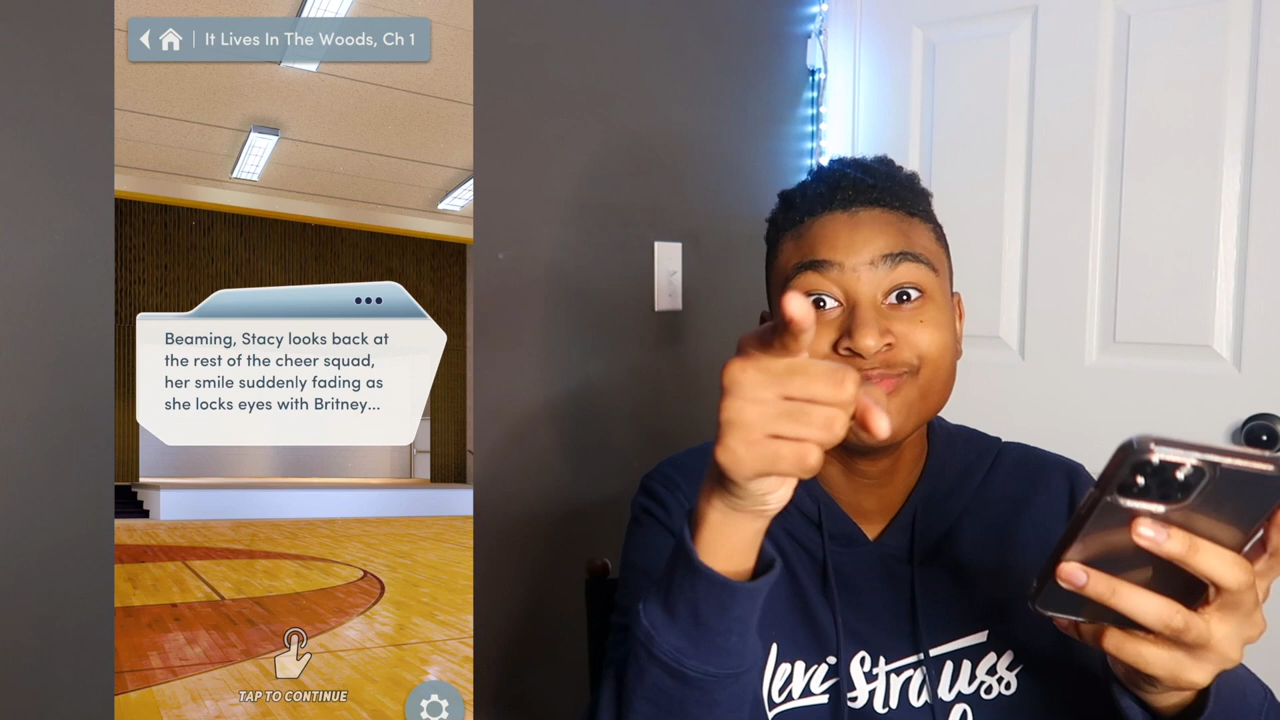 It Lives In The Woods, Ch 1
Beaming, Stacy looks back at
the rest of the cheer squad,
her smile suddenly fading as
she locks eyes with Britney...
TAP TO CONTINUE
Levi Strauss